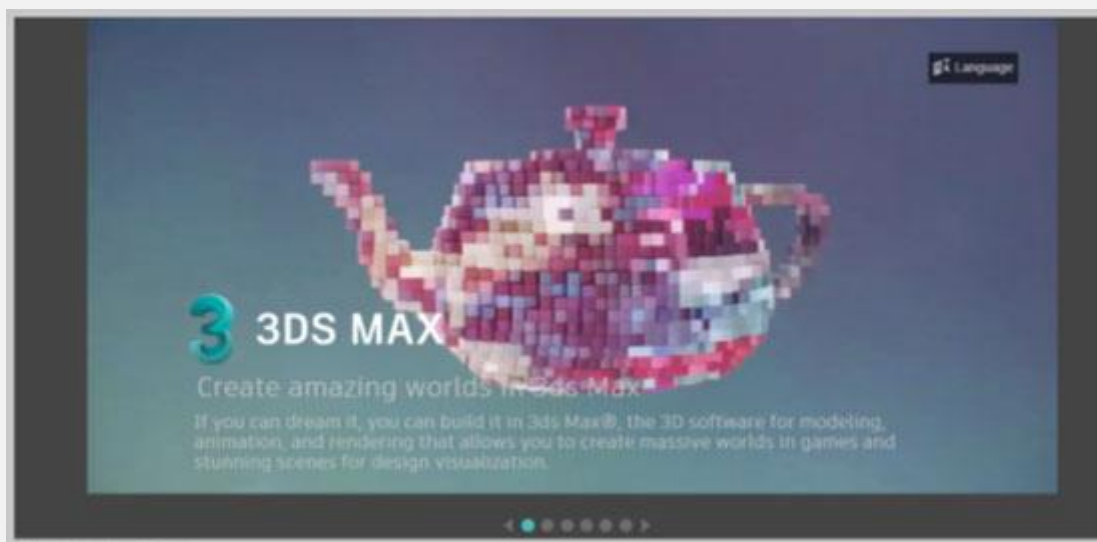 Language
3 3DS MAX
Create amazing worlds in 3ds Max
If you can dream it, you can build it in 3ds Max®, the 3D software for modeling,
animation, and rendering that allows you to create massive worlds in games and
stunning scenes for design visualization.